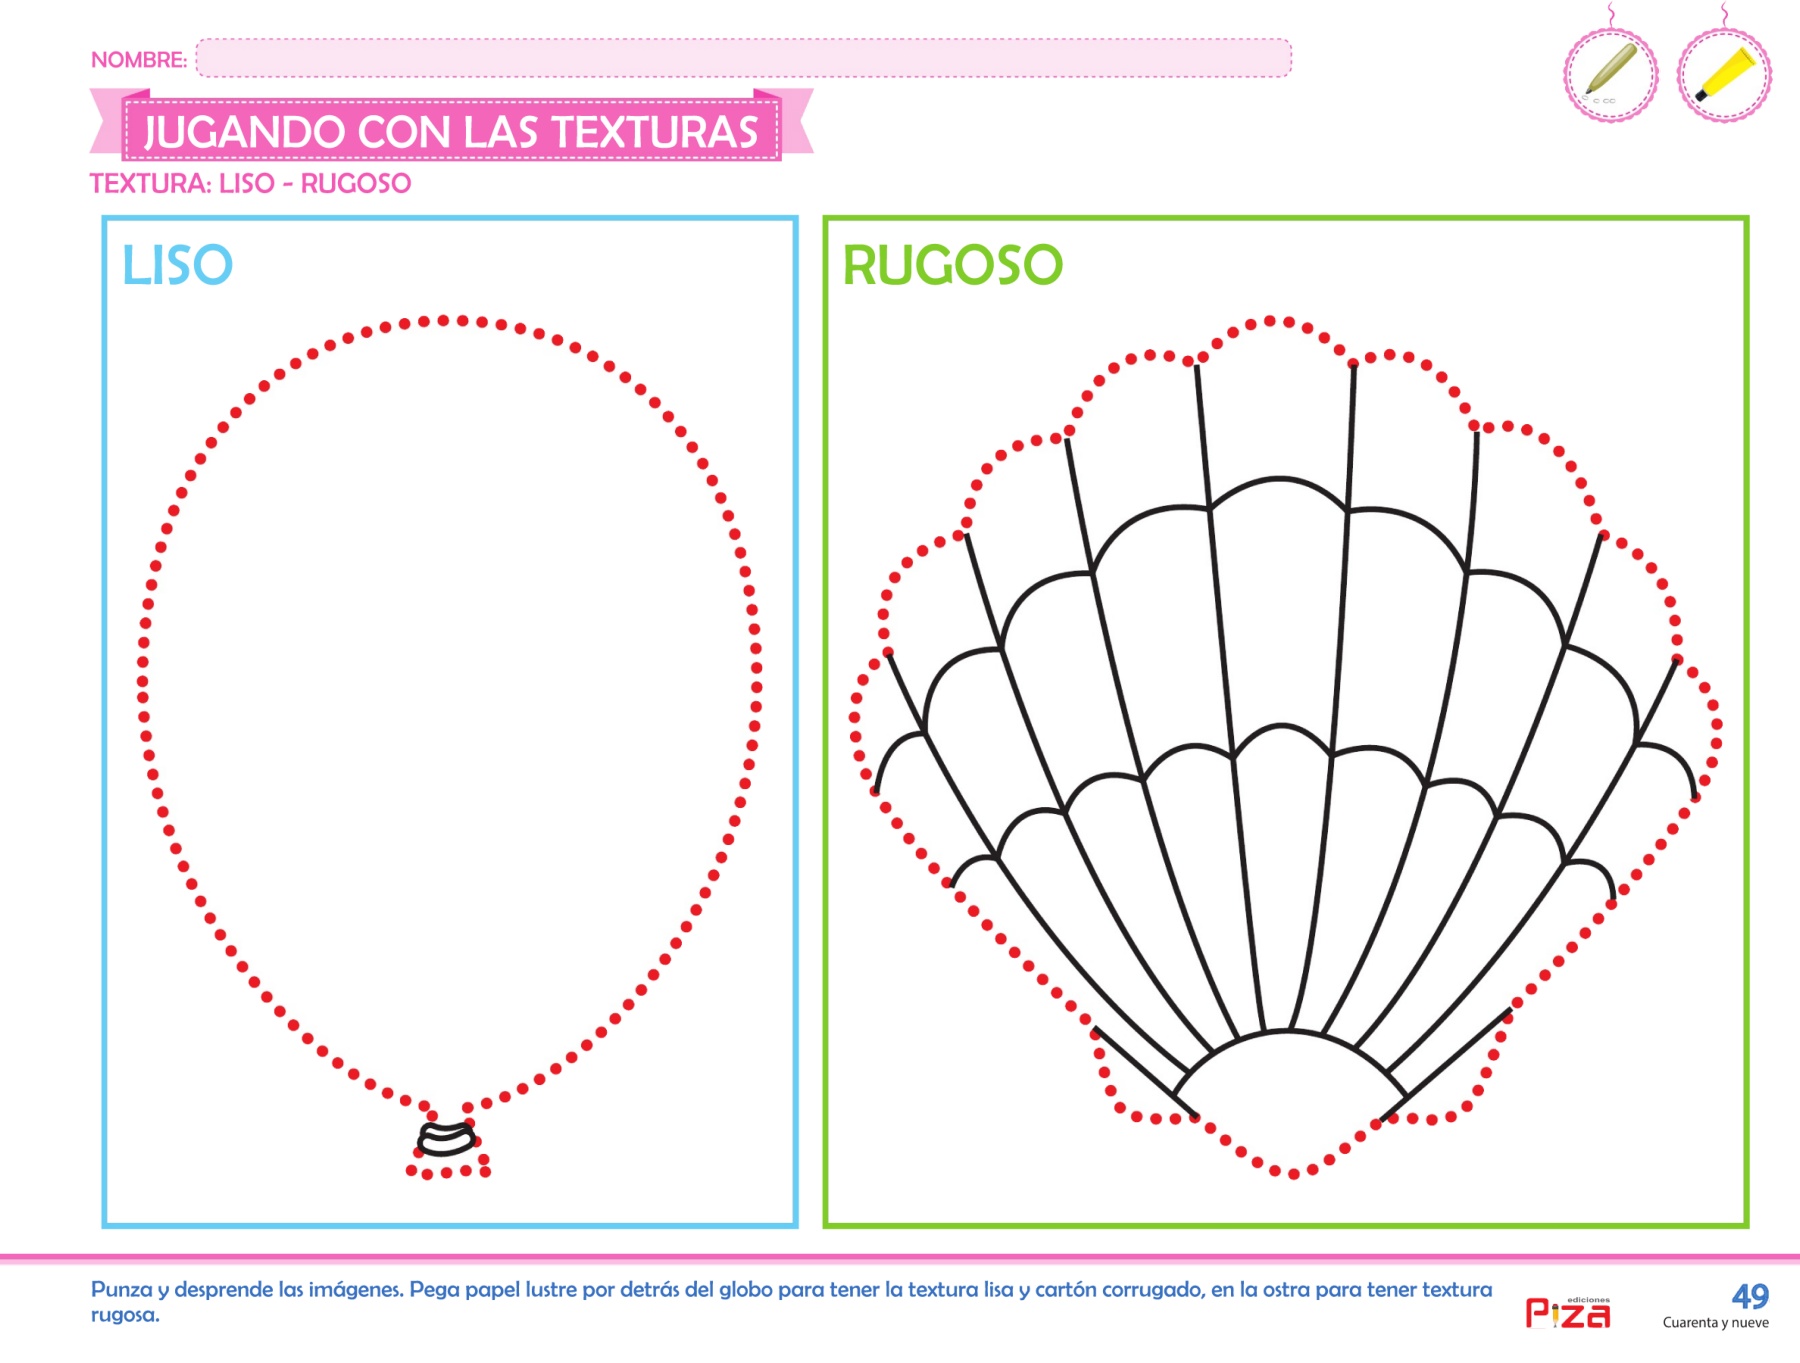 NOMBRE:
JUGANDO CON LAS TEXTURAS
TEXTURA: LISO - RUGOSO
LISO
RUGOSO
Punza y desprende las imágenes. Pega papel lustre por detrás del globo para tener la textura lisa y cartón corrugado, en la ostra para tener textura
rugosa.
ediciones
Piza
49
Cuarenta y nueve